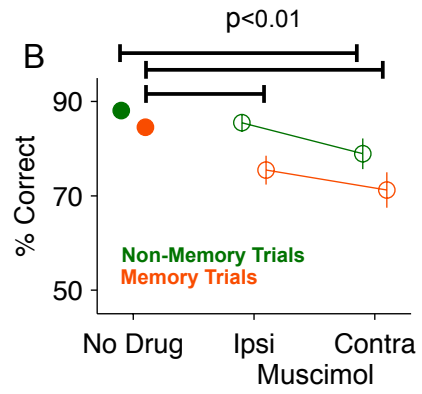 p<0.01
B
90
70
50
% Correct
Non-Memory Trials
Memory Trials
No Drug Ipsi Contra
Muscimol